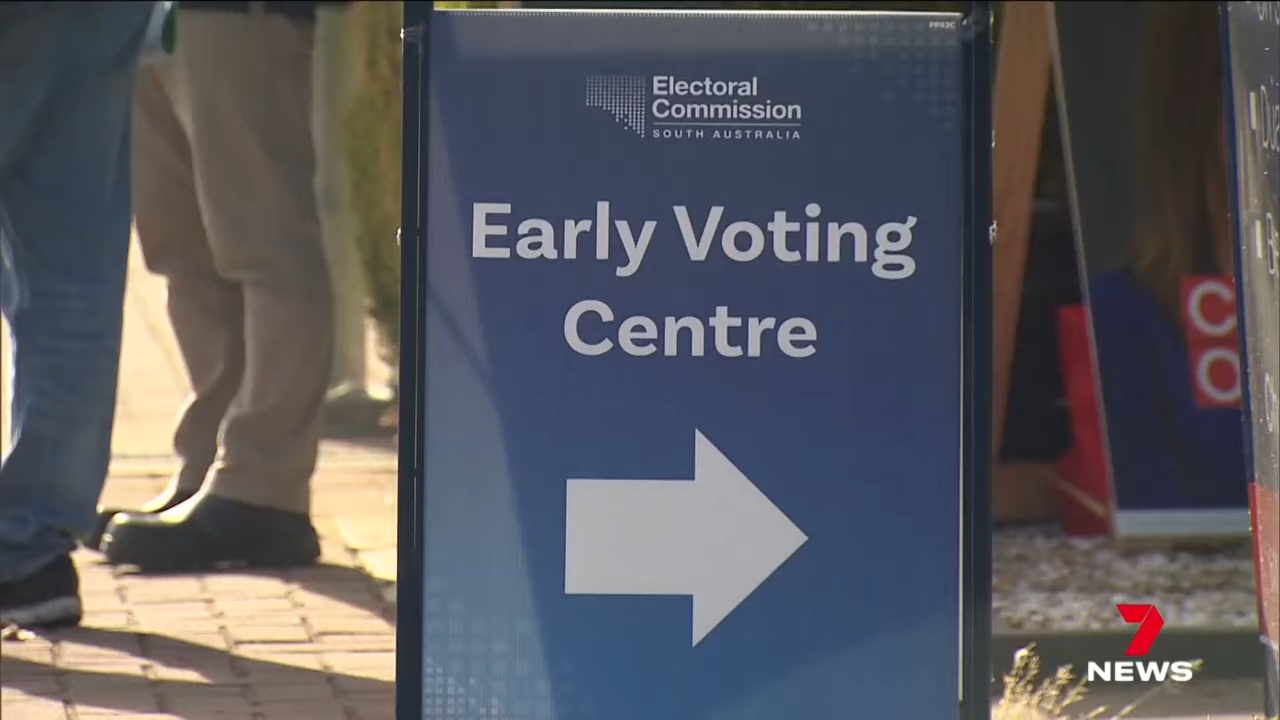 Electoral
Commission
SOUTH AUSTRALIA
Early Voting
Centre
C
O
7
NEWS